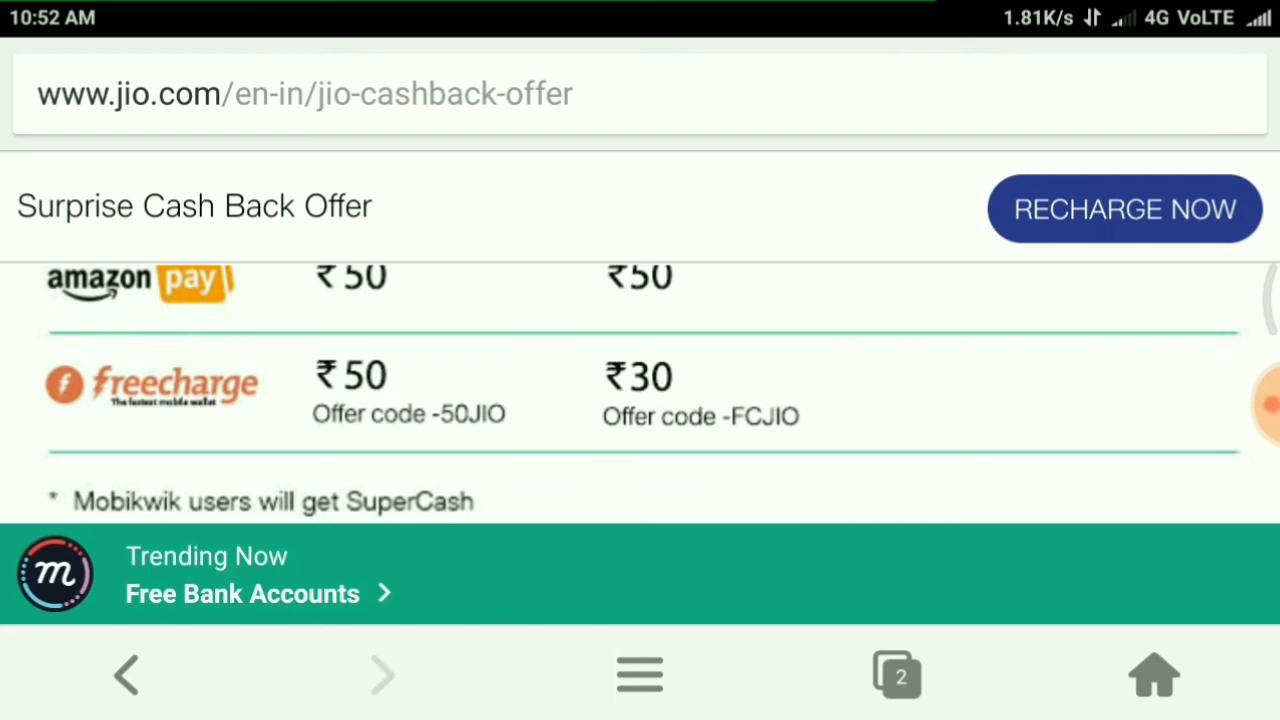 10:52 AM 1.81K/s 4G VoLTE
www.jio.com/en-in/jio-cashback-offer
Surprise Cash Back Offer RECHARGE NOW
amazon pay ₹50 ₹50
freecharge ₹50 ₹30
The fastest mobile wallet Offer code -50JIO Offer code -FCJIO
* Mobikwik users will get SuperCash
m Trending Now
Free Bank Accounts >
2